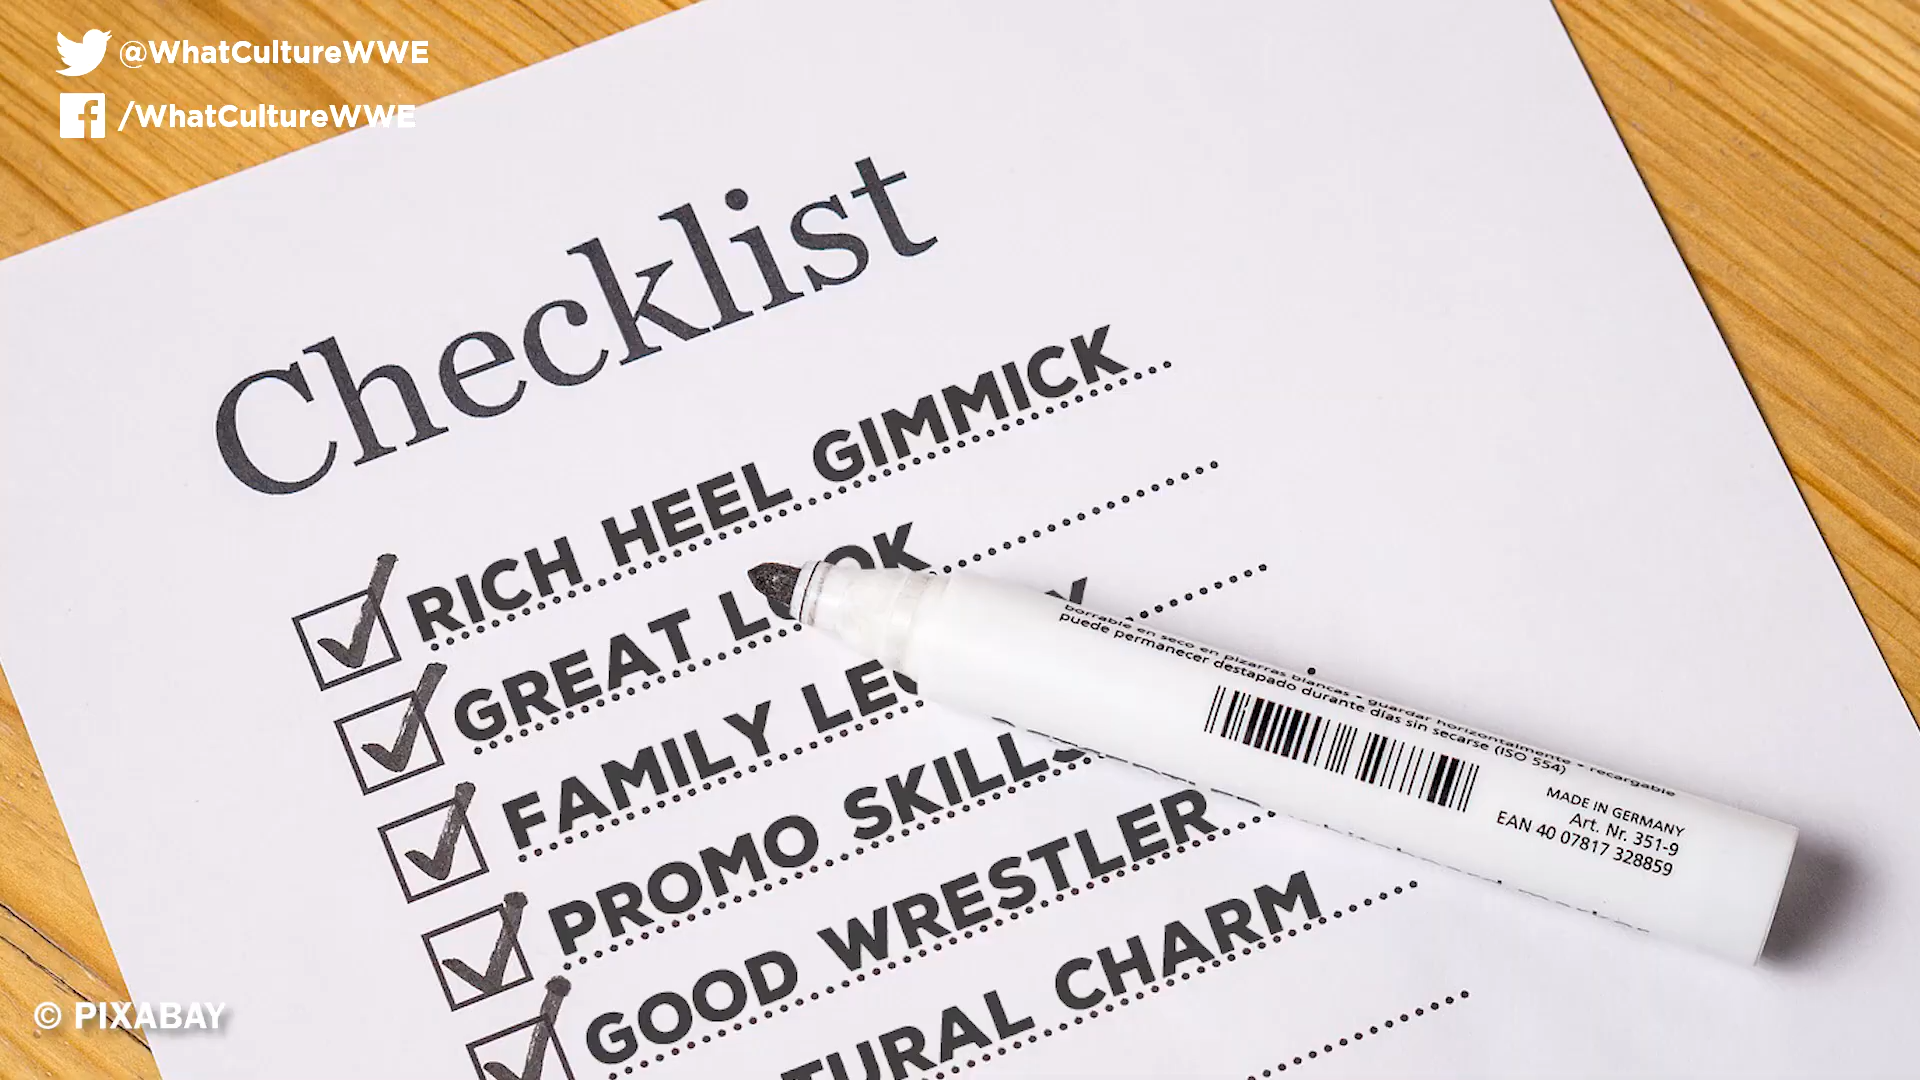 @WhatCultureWWE
/WhatCultureWWE
Checklist
RICH HEEL GIMMICK
GREAT LOOK
FAMILY
PROMO SKILLS
GOOD WRESTLER
CHARM
borrable en seco en pizarras blancas • guardar horizontalmente • recargable
puede permanecer destapado durante días sin secarse (ISO 554)
MADE IN GERMANY
Art. Nr. 351-9
EAN 40 07817 328859
© PIXABAY